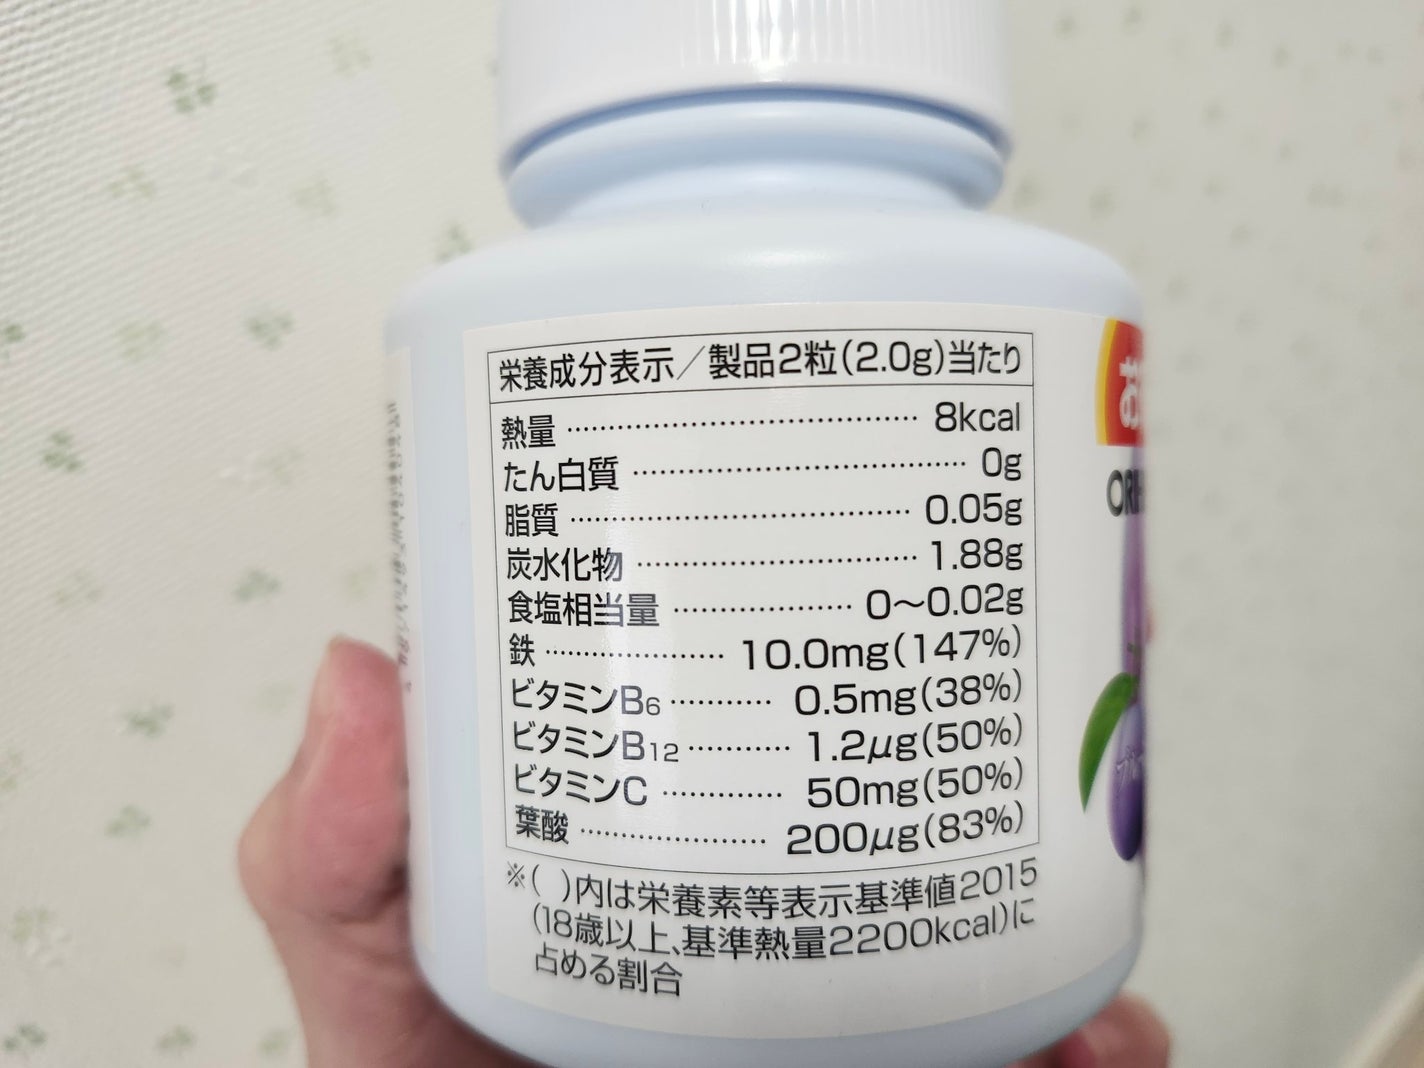 栄養成分表示／製品2粒(2.0g)当たり
熱量 8kcal
たん白質 0g
脂質 0.05g
炭水化物 1.88g
食塩相当量 0〜0.02g
鉄 10.0mg(147%)
ビタミンB6 0.5mg(38%)
ビタミンB12 1.2μg(50%)
ビタミンC 50mg(50%)
葉酸 200μg(83%)
※( )内は栄養素等表示基準値2015
(18歳以上、基準熱量2200kcal)に
占める割合
お
ORI